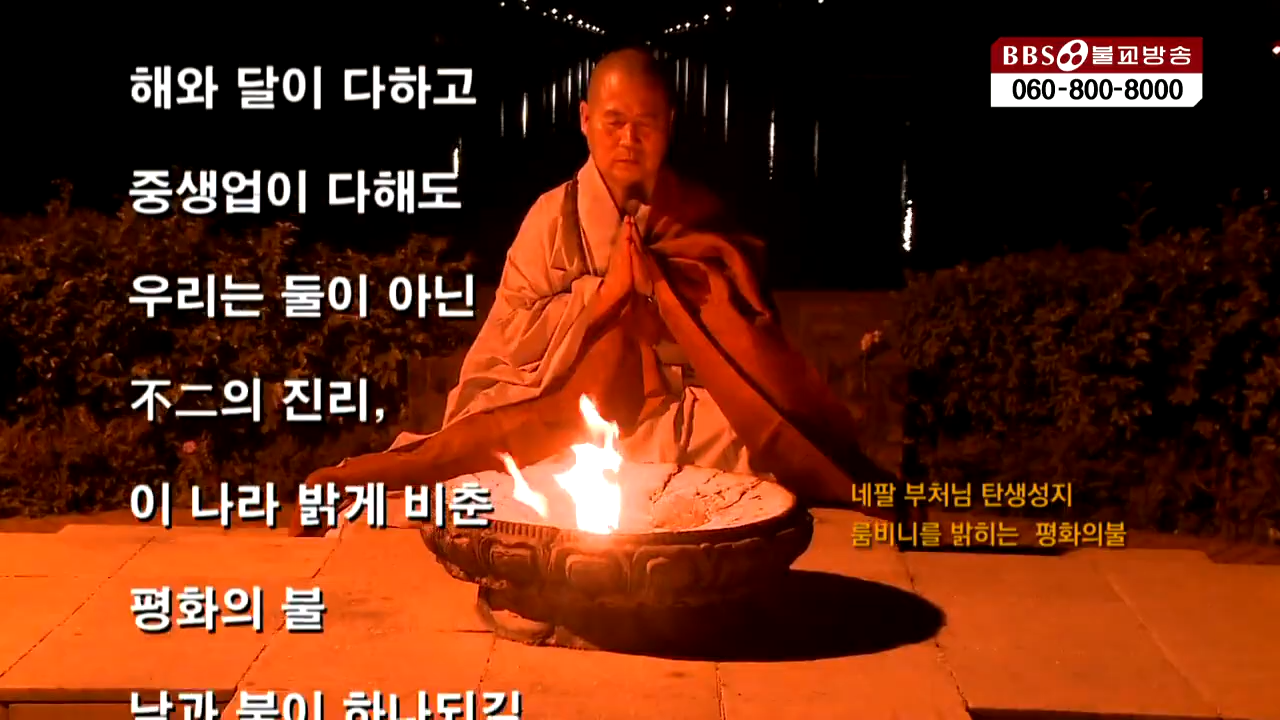 BBS 불교방송
060-800-8000
해와 달이 다하고
중생업이 다해도
우리는 둘이 아닌
不二의 진리,
이 나라 밝게 비춘
평화의 불
네팔 부처님 탄생성지
룸비니를 밝히는 평화의불